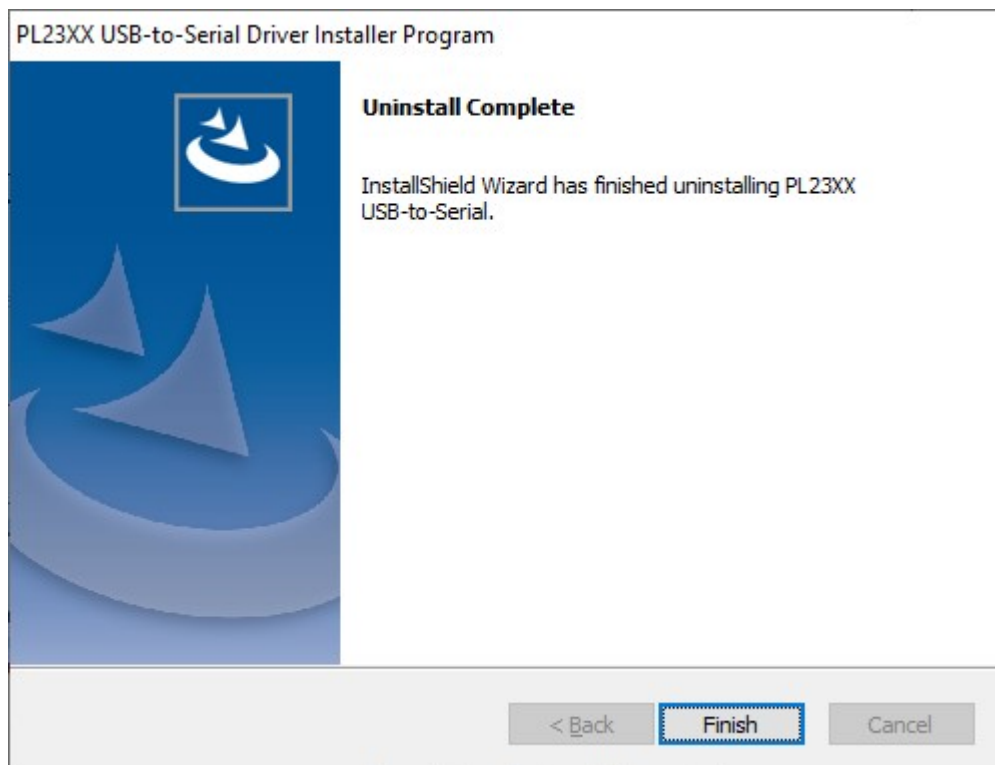 PL23XX USB-to-Serial Driver Installer Program
Uninstall Complete
InstallShield Wizard has finished uninstalling PL23XX
USB-to-Serial.
< Back Finish Cancel